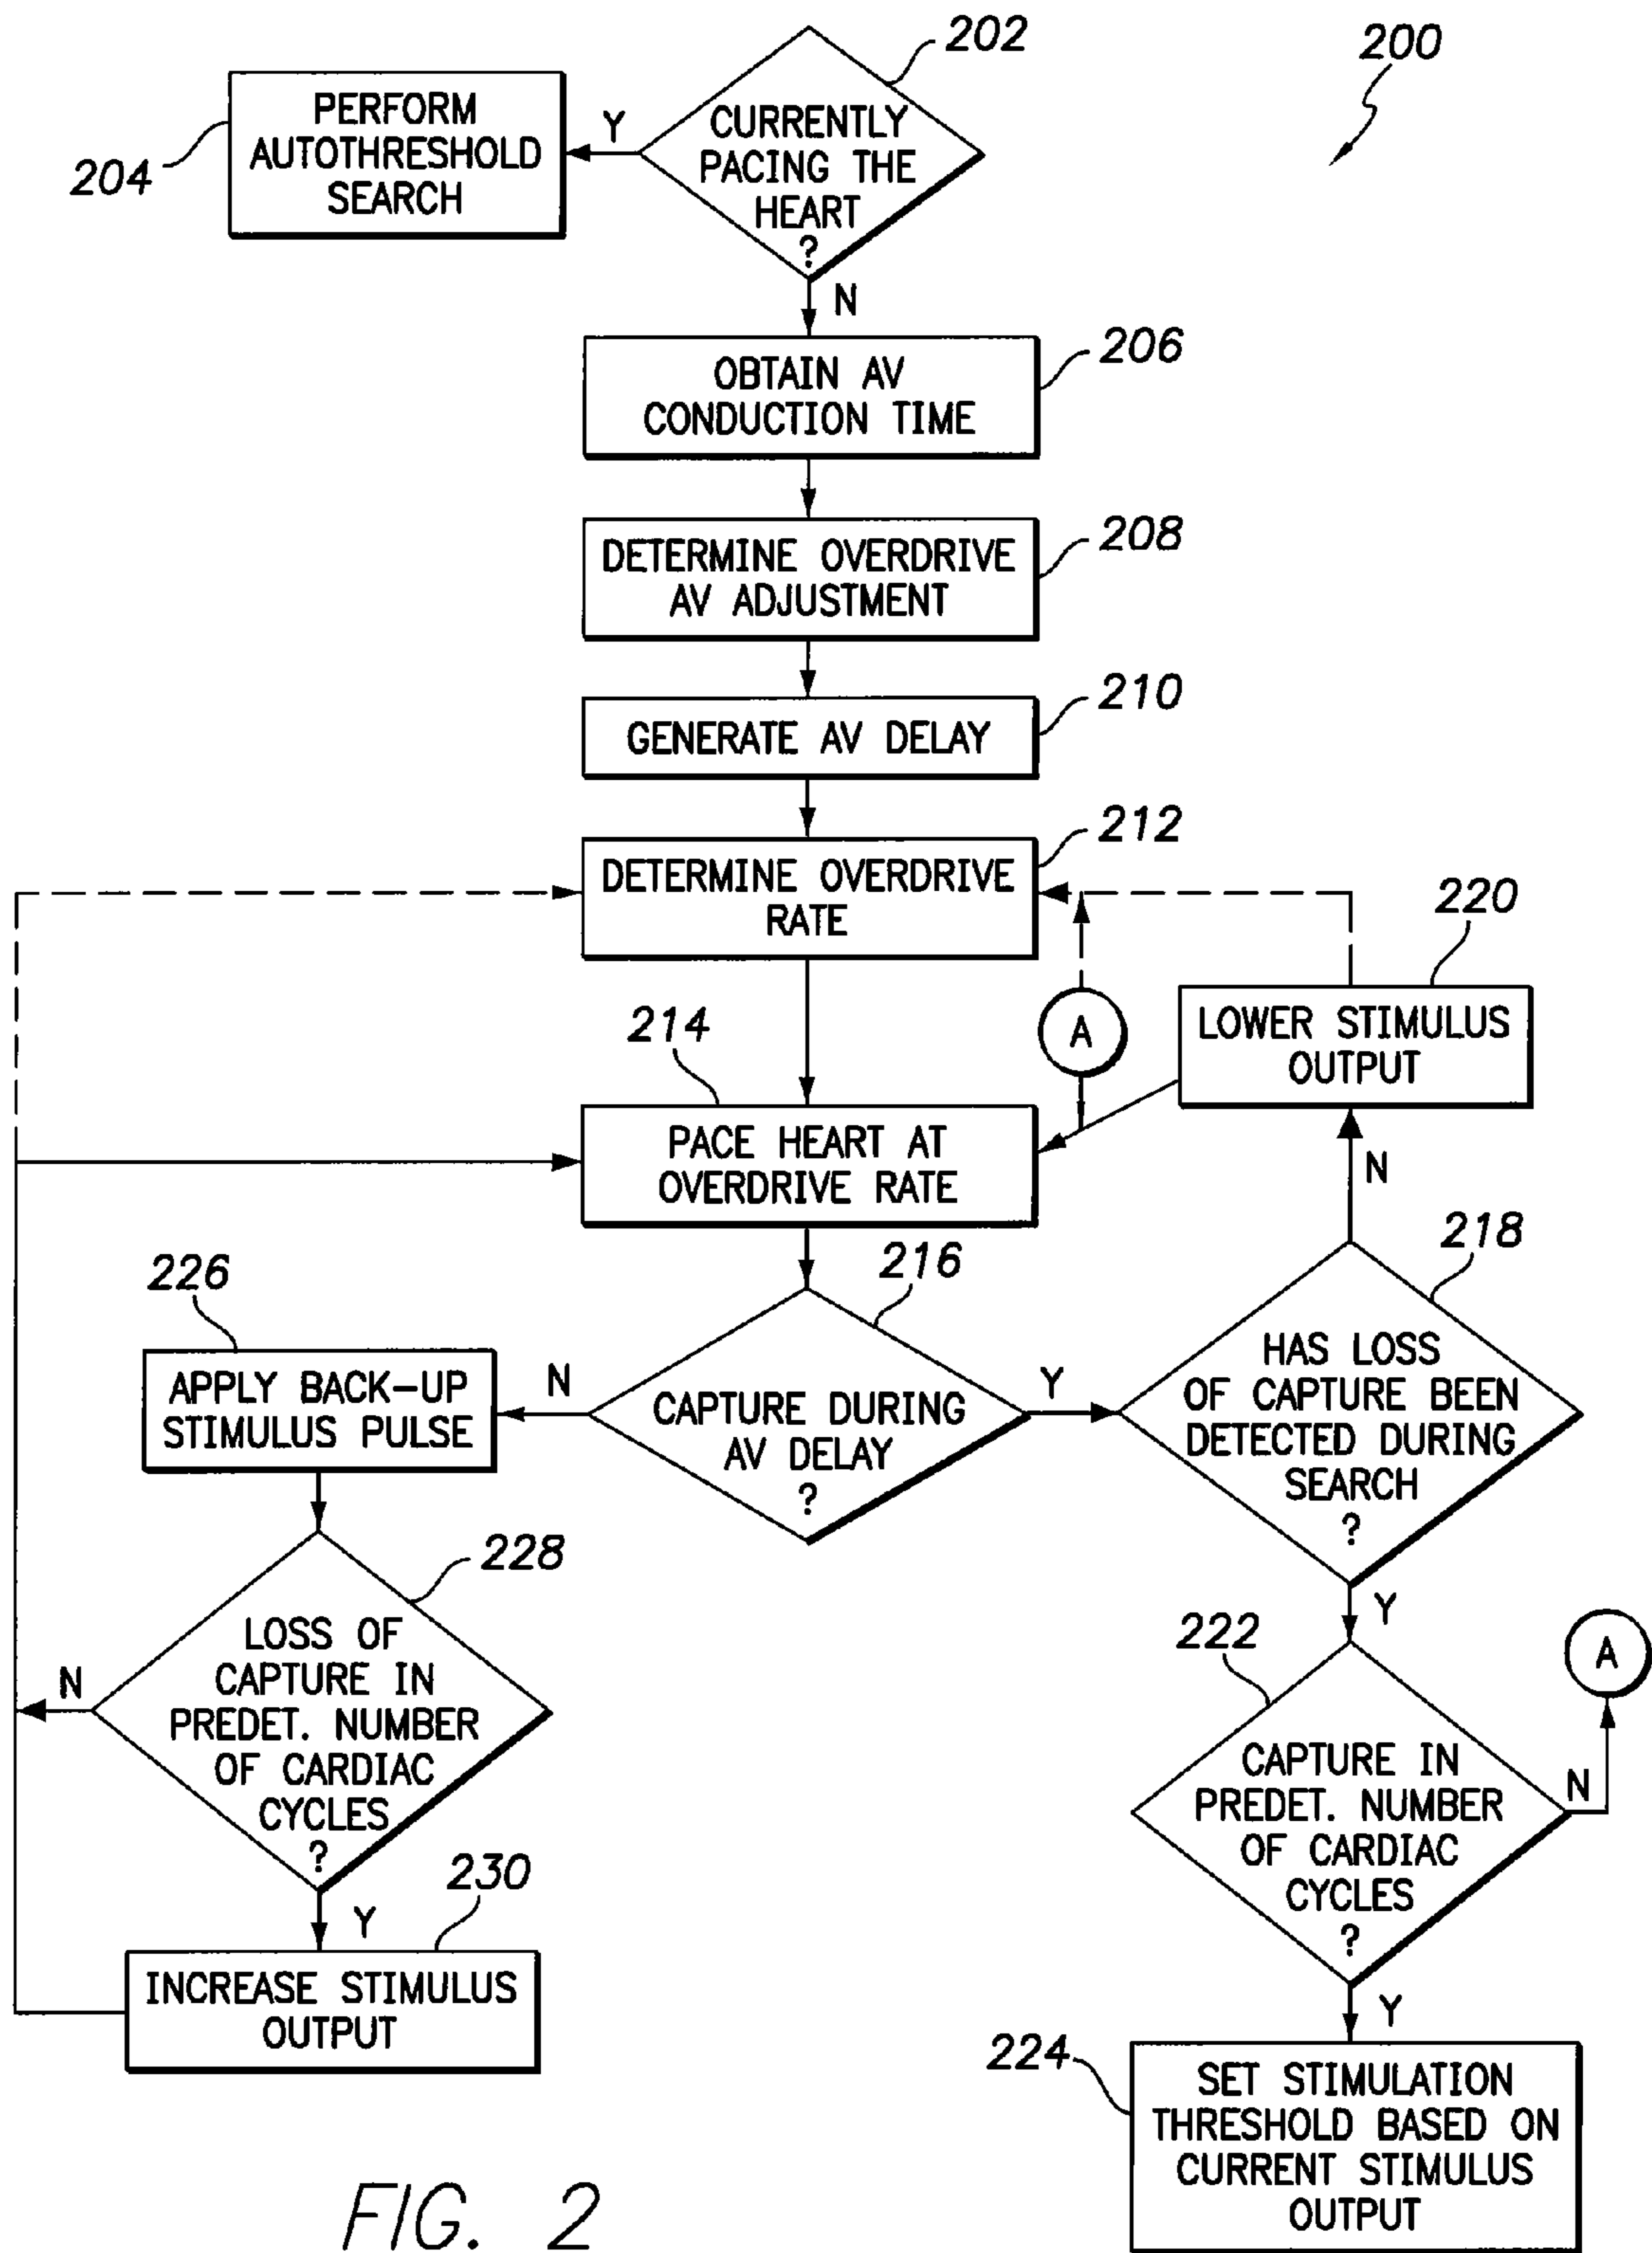 202
200
CURRENTLY
PACING THE
HEART
?
Y
PERFORM
AUTOTHRESHOLD
SEARCH
204
N
OBTAIN AV
CONDUCTION TIME
206
DETERMINE OVERDRIVE
AV ADJUSTMENT
208
GENERATE AV DELAY
210
DETERMINE OVERDRIVE
RATE
212
220
LOWER STIMULUS
OUTPUT
A
214
PACE HEART AT
OVERDRIVE RATE
N
218
216
226
APPLY BACK-UP
STIMULUS PULSE
N
CAPTURE DURING
AV DELAY
?
Y
HAS LOSS
OF CAPTURE BEEN
DETECTED DURING
SEARCH
?
228
LOSS OF
CAPTURE IN
PREDET. NUMBER
OF CARDIAC
CYCLES
?
N
Y
222
A
CAPTURE IN
PREDET. NUMBER
OF CARDIAC
CYCLES
?
N
230
Y
INCREASE STIMULUS
OUTPUT
Y
224
SET STIMULATION
THRESHOLD BASED ON
CURRENT STIMULUS
OUTPUT
FIG. 2